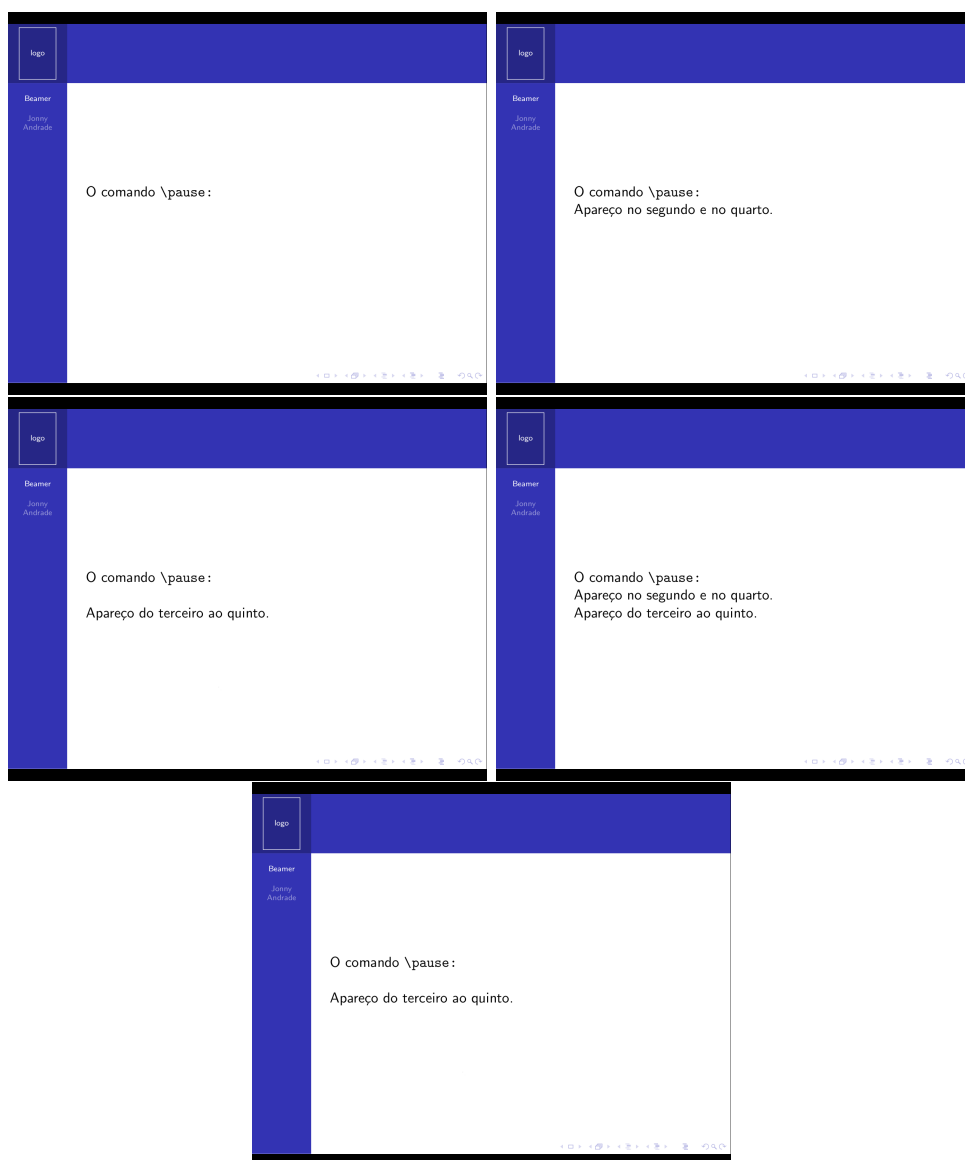 logo
Beamer
Jonny
Andrade
O comando \pause:
logo
Beamer
Jonny
Andrade
O comando \pause:
Apareço no segundo e no quarto.
logo
Beamer
Jonny
Andrade
O comando \pause:
Apareço do terceiro ao quinto.
logo
Beamer
Jonny
Andrade
O comando \pause:
Apareço no segundo e no quarto.
Apareço do terceiro ao quinto.
logo
Beamer
Jonny
Andrade
O comando \pause:
Apareço do terceiro ao quinto.